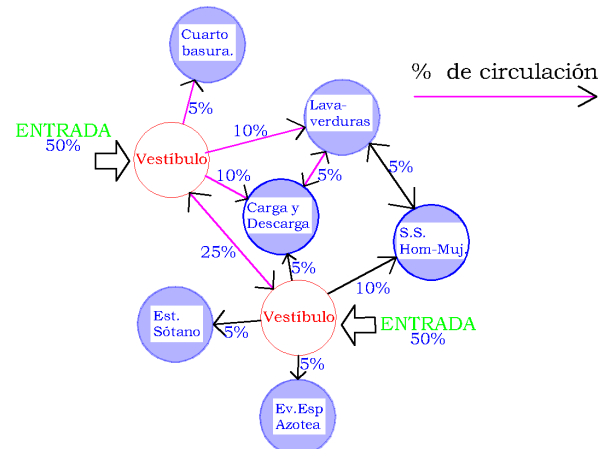 Cuarto
basura.
% de circulación
5%
Lava-
verduras
ENTRADA
50%
10%
Vestíbulo
5%
10%
5%
Carga y
Descarga
S.S.
Hom-Muj.
25%
5%
10%
Est.
Sótano
5%
Vestíbulo
ENTRADA
50%
5%
Ev.Esp
Azotea